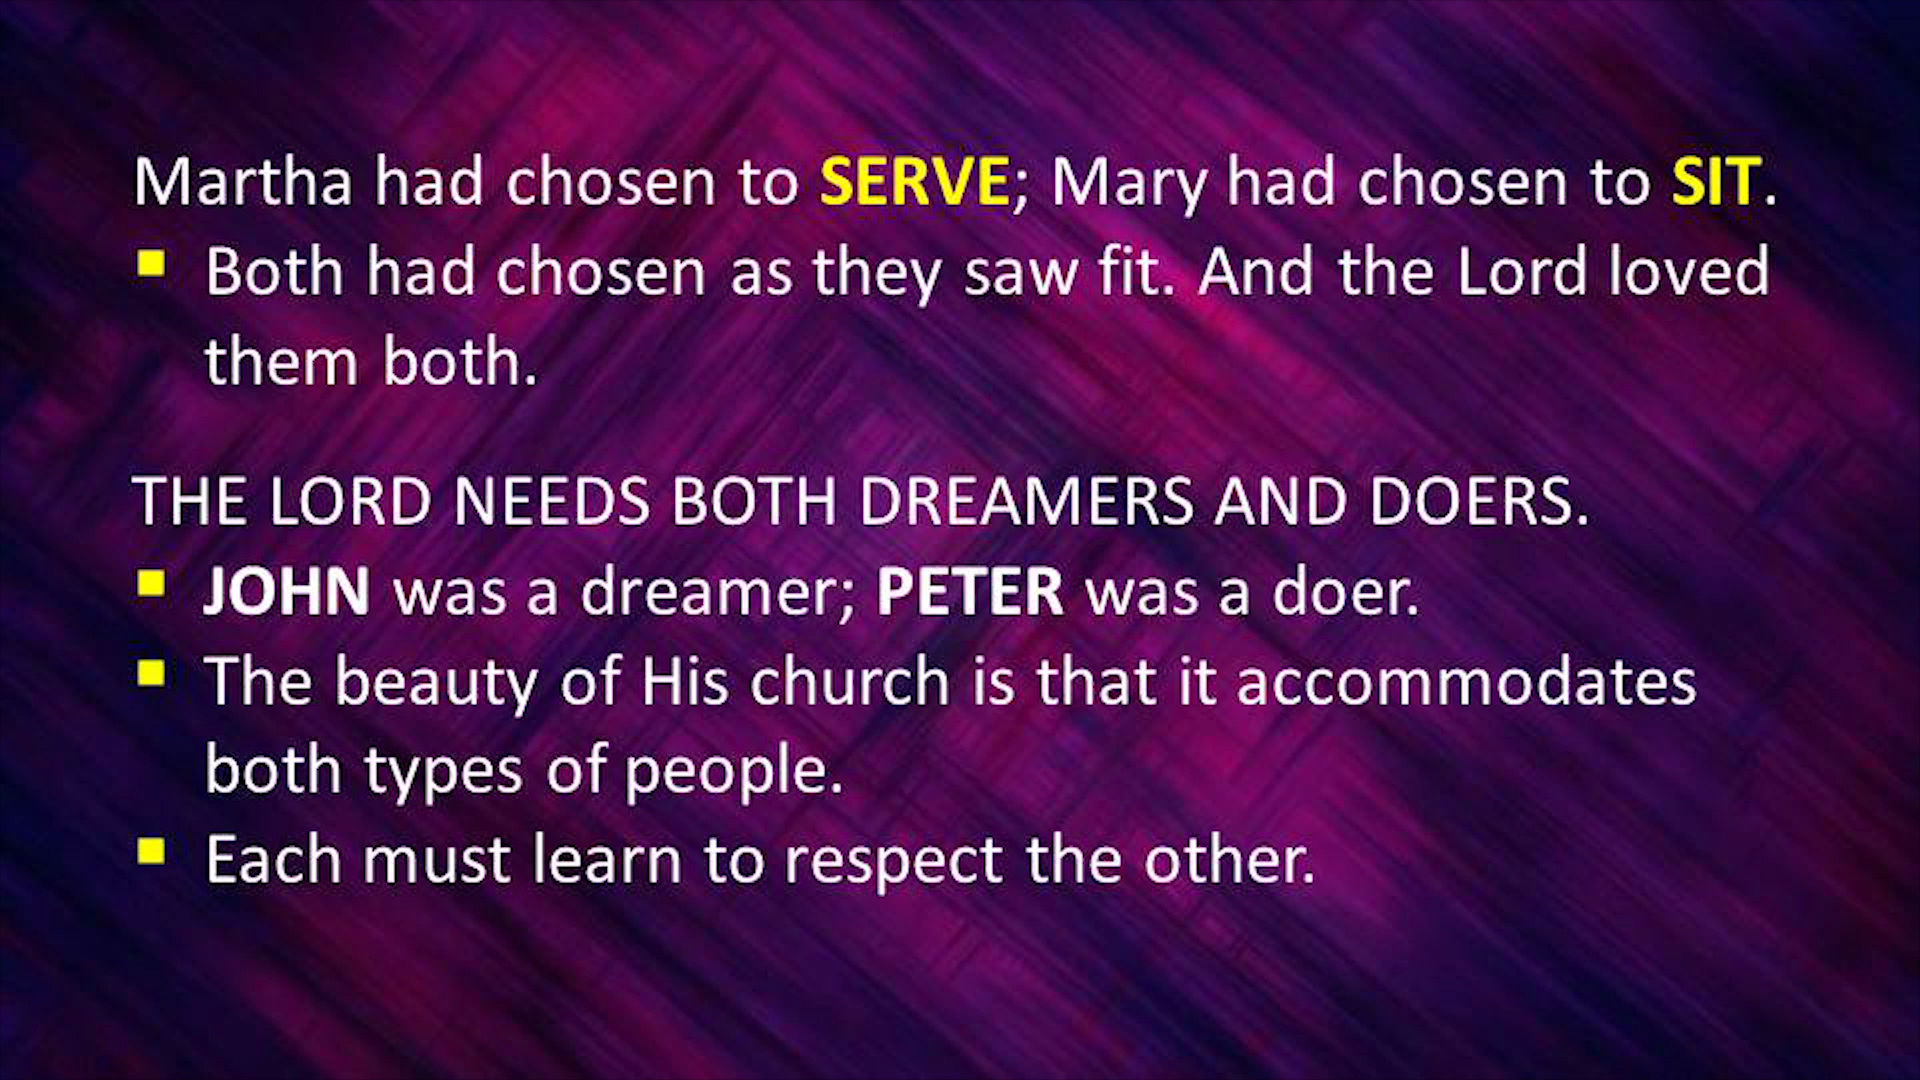 Martha had chosen to SERVE; Mary had chosen to SIT.
▪ Both had chosen as they saw fit. And the Lord loved
them both.
THE LORD NEEDS BOTH DREAMERS AND DOERS.
▪ JOHN was a dreamer; PETER was a doer.
▪ The beauty of His church is that it accommodates
both types of people.
▪ Each must learn to respect the other.